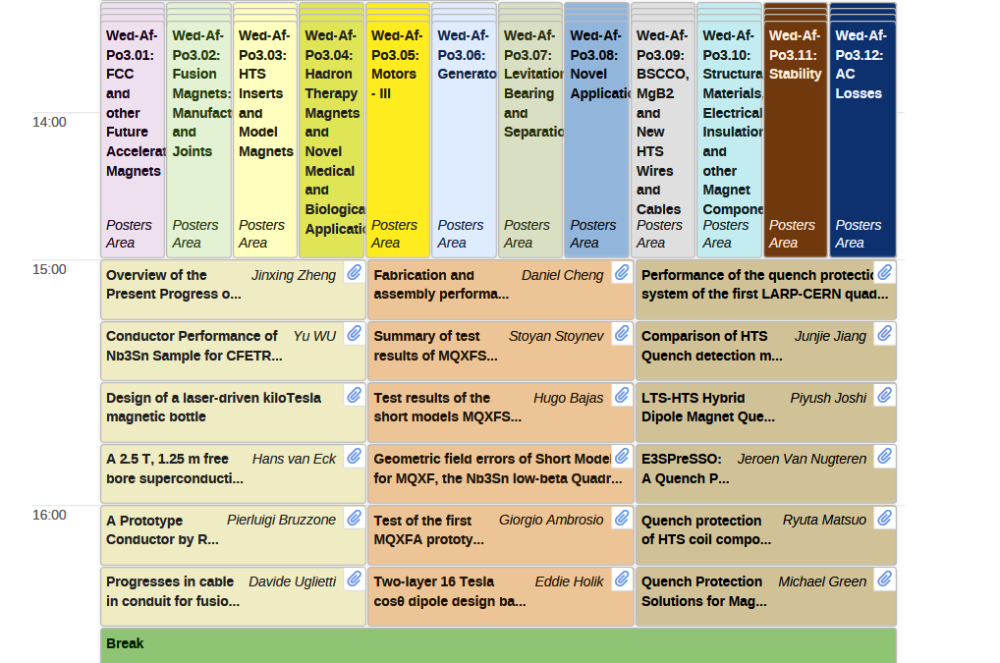 Wed-Af-
Po3.01:
FCC
and
other
Future
Accelerat
Magnets
Posters
Area
Wed-Af-
Po3.02:
Fusion
Magnets:
Manufact
and
Joints
Posters
Area
Wed-Af-
Po3.03:
HTS
Inserts
and
Model
Magnets
Posters
Area
Wed-Af-
Po3.04:
Hadron
Therapy
Magnets
and
Novel
Medical
and
Biologica
Applicatio
Wed-Af-
Po3.05:
Motors
- III
Posters
Area
Wed-Af-
Po3.06:
Generato
Posters
Area
Wed-Af-
Po3.07:
Levitation
Bearing
and
Separatio
Posters
Area
Wed-Af-
Po3.08:
Novel
Applicatio
Posters
Area
Wed-Af-
Po3.09:
BSCCO,
MgB2
and
New
HTS
Wires
and
Cables
Posters
Area
Wed-Af-
Po3.10:
Structura
Materials
Electrical
Insulation
and
other
Magnet
Compone
Posters
Area
Wed-Af-
Po3.11:
Stability
Posters
Area
Wed-Af-
Po3.12:
AC
Losses
Posters
Area
14:00
15:00
Overview of the Jinxing Zheng
Present Progress o...
Fabrication and Daniel Cheng
assembly performa...
Performance of the quench protectio
system of the first LARP-CERN quad...
Conductor Performance of Yu WU
Nb3Sn Sample for CFETR...
Summary of test Stoyan Stoynev
results of MQXFS...
Comparison of HTS Junjie Jiang
Quench detection m...
Design of a laser-driven kiloTesla
magnetic bottle
Test results of the Hugo Bajas
short models MQXFS...
LTS-HTS Hybrid Piyush Joshi
Dipole Magnet Que...
A 2.5 T, 1.25 m free Hans van Eck
bore superconducti...
Geometric field errors of Short Model
for MQXF, the Nb3Sn low-beta Quadr...
E3SPreSSO: Jeroen Van Nugteren
A Quench P...
16:00
A Prototype Pierluigi Bruzzone
Conductor by R...
Test of the first Giorgio Ambrosio
MQXFA prototy...
Quench protection Ryuta Matsuo
of HTS coil compo...
Progresses in cable Davide Uglietti
in conduit for fusio...
Two-layer 16 Tesla Eddie Holik
cosθ dipole design ba...
Quench Protection Michael Green
Solutions for Mag...
Break